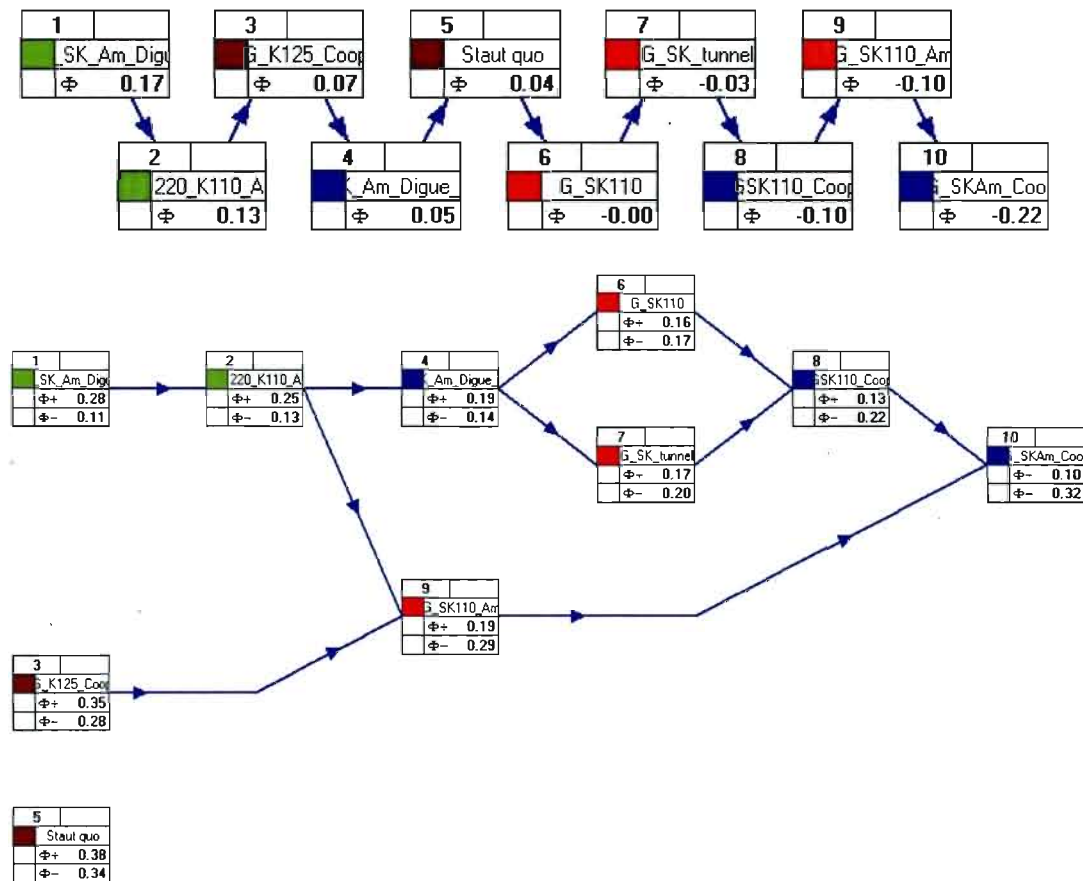 1
_SK_Am_Digu
Φ 0.17
3
G_K125_Coop
Φ 0.07
5
Staut quo
Φ 0.04
7
G_SK_tunnel
Φ -0.03
9
G_SK110_Am
Φ -0.10
2
220_K110_A
Φ 0.13
4
K_Am_Digue_
Φ 0.05
6
G_SK110
Φ -0.00
8
GSK110_Coop
Φ -0.10
10
G_SKAm_Coo
Φ -0.22
6
G_SK110
Φ+ 0.16
Φ- 0.17
1
_SK_Am_Digu
Φ+ 0.28
Φ- 0.11
2
220_K110_A
Φ+ 0.25
Φ- 0.13
4
K_Am_Digue_
Φ+ 0.19
Φ- 0.14
8
GSK110_Coop
Φ+ 0.13
Φ- 0.22
7
G_SK_tunnel
Φ+ 0.17
Φ- 0.20
10
G_SKAm_Coo
Φ+ 0.10
Φ- 0.32
9
G_SK110_Am
Φ+ 0.19
Φ- 0.29
3
G_K125_Coop
Φ+ 0.35
Φ- 0.28
5
Staut quo
Φ+ 0.38
Φ- 0.34